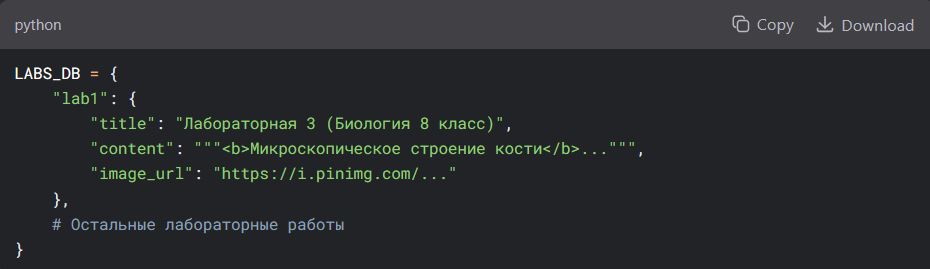 python
Copy
Download
LABS_DB = {
"lab1": {
"title": "Лабораторная 3 (Биология 8 класс)",
"content": """<b>Микроскопическое строение кости</b>...""",
"image_url": "https://i.pinimg.com/..."
},
# Остальные лабораторные работы
}